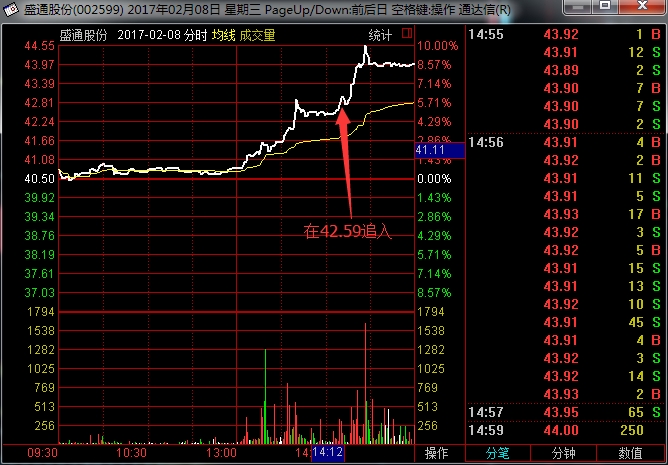 盛通股份(002599) 2017年02月08日 星期三 PageUp/Down:前后日 空格键:操作 通达信(R)
盛通股份 2017-02-08 分时 均线 成交量 统计
44.55 10.00%
43.97 8.57%
43.39 7.14%
42.81 5.71%
42.24 4.29%
41.66 2.86%
41.11
41.08 1.43%
40.50 0.00%
39.92 1.43%
39.34 2.86%
38.76 4.29%
38.19 5.71%
37.61 7.14%
37.03 8.57%
在42.59追入
1794 1794
1538 1538
1282 1282
1025 1025
769 769
513 513
256 256
09:30 10:30 13:00 14:12 操作
14:55 43.92 1 B
43.91 12 S
43.89 2 S
43.90 7 B
43.90 7 S
43.90 2 S
14:56 43.91 4 B
43.92 2 B
43.91 11 S
43.91 5 S
43.93 17 B
43.92 3 S
43.92 5 B
43.91 15 S
43.91 13 S
43.92 10 S
43.91 45 S
43.91 4 B
43.92 3 S
43.92 14 S
43.93 2 B
14:57 43.95 65 S
14:59 44.00 250
分笔 分钟 数值